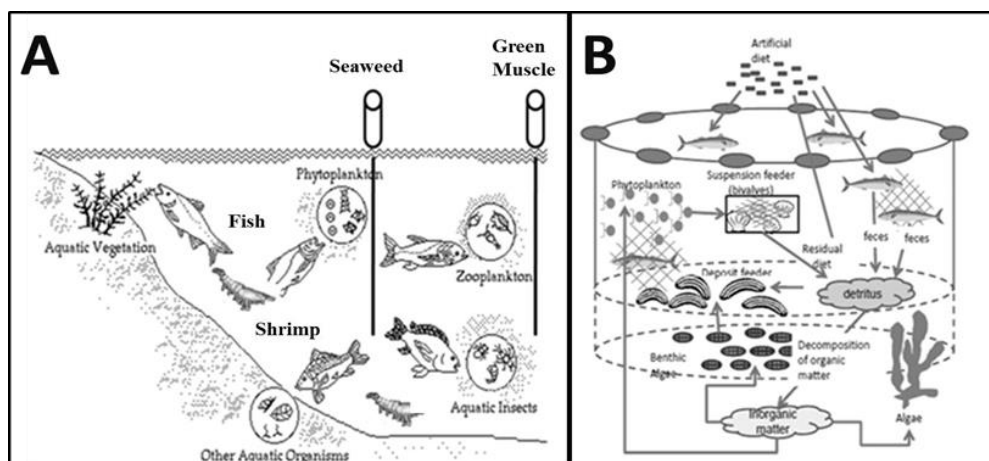 A
Seaweed
Green
Muscle
Phytoplankton
Fish
Aquatic Vegetation
Zooplankton
Shrimp
Aquatic Insects
Other Aquatic Organisms
B
Artificial
diet
Phytoplankton
Suspension feeder
(bivalves)
Residual
diet
feces
feces
Deposit feeder
detritus
Benthic
Algae
Decomposition
of organic
matter
Inorganic
matter
Algae